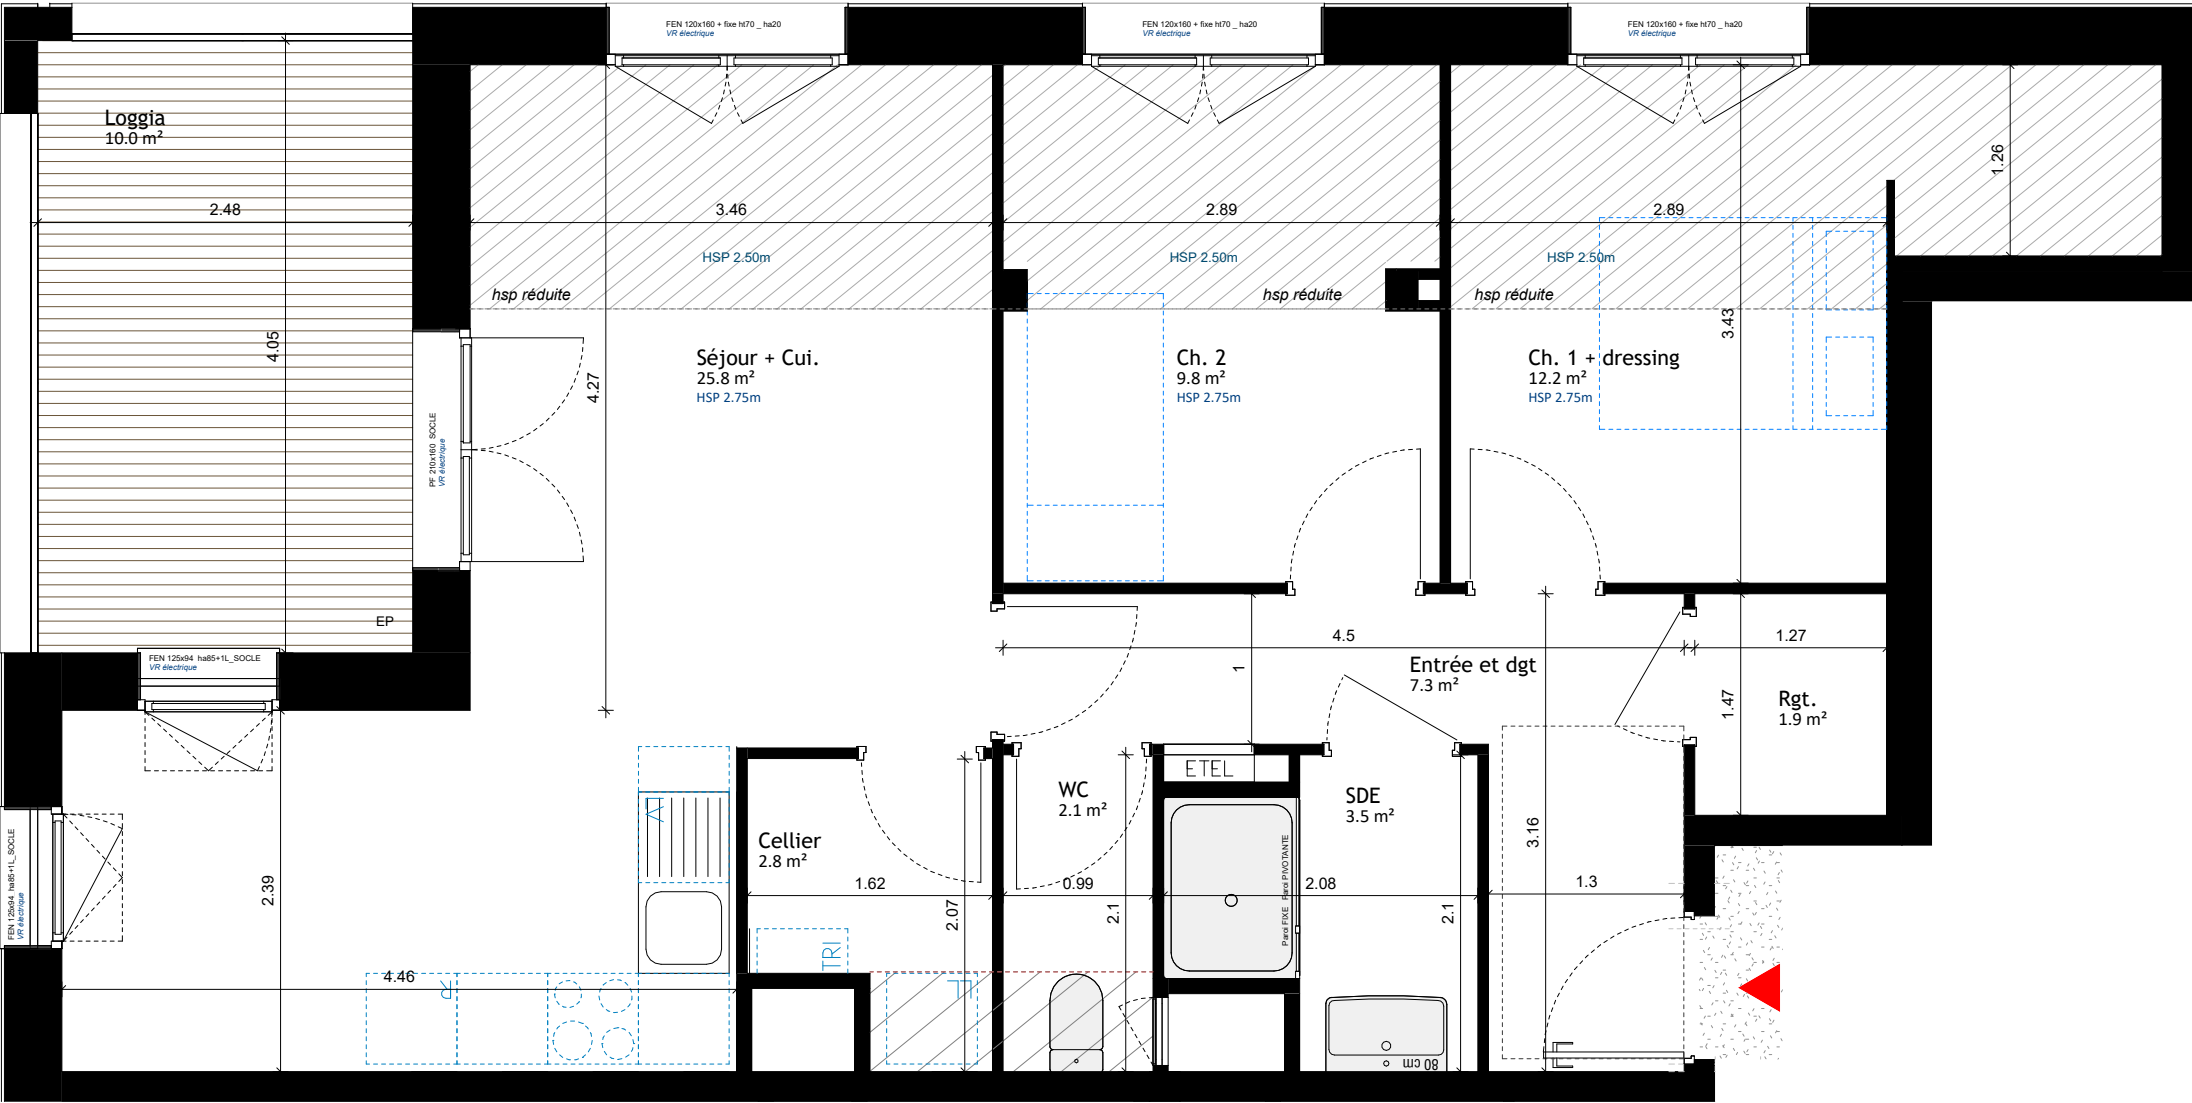 FEN 120x160 + fixe ht70 _ ha20
VR électrique
FEN 120x160 + fixe ht70 _ ha20
VR électrique
FEN 120x160 + fixe ht70 _ ha20
VR électrique
Loggia
10.0 m²
2.48
4.05
EP
3.46
HSP 2.50m
hsp réduite
2.89
HSP 2.50m
hsp réduite
2.89
HSP 2.50m
hsp réduite
1.26
3.43
4.27
PF 210x160 SOCLE
VR électrique
Séjour + Cui.
25.8 m²
HSP 2.75m
Ch. 2
9.8 m²
HSP 2.75m
Ch. 1 + dressing
12.2 m²
HSP 2.75m
FEN 125x94 ha85+1L_SOCLE
VR électrique
4.5
1.27
1
Entrée et dgt
7.3 m²
1.47
Rgt.
1.9 m²
ETEL
WC
2.1 m²
SDE
3.5 m²
LV
Cellier
2.8 m²
FEN 125x94 ha85+1L_SOCLE
VR électrique
2.39
1.62
2.07
0.99
2.1
Paroi FIXE Paroi PIVOTANTE
2.08
2.1
3.16
1.3
TRI
4.46
R
LL
80 cm